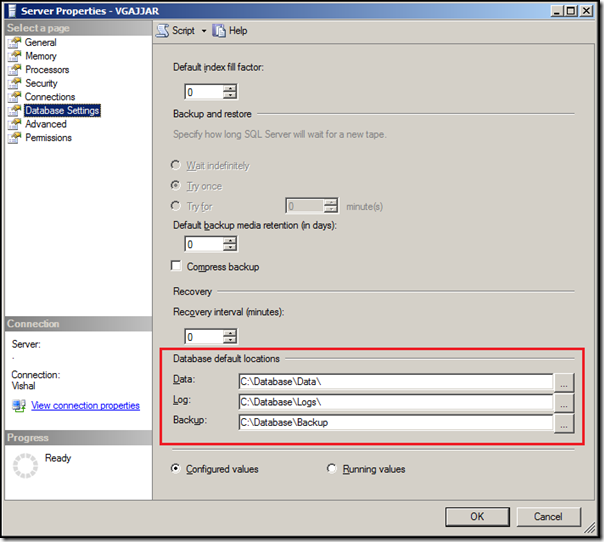 Server Properties - VGAJJAR
Select a page
General
Memory
Processors
Security
Connections
Database Settings
Advanced
Permissions
Script
Help
Default index fill factor:
0
Backup and restore
Specify how long SQL Server will wait for a new tape.
Wait indefinitely
Try once
Try for 0 minute(s)
Default backup media retention (in days):
0
Compress backup
Recovery
Recovery interval (minutes):
0
Database default locations
Data: C:\Database\Data\ ...
Log: C:\Database\Logs\ ...
Backup: C:\Database\Backup ...
Configured values Running values
Connection
Server:
.
Connection:
Vishal
View connection properties
Progress
Ready
OK Cancel